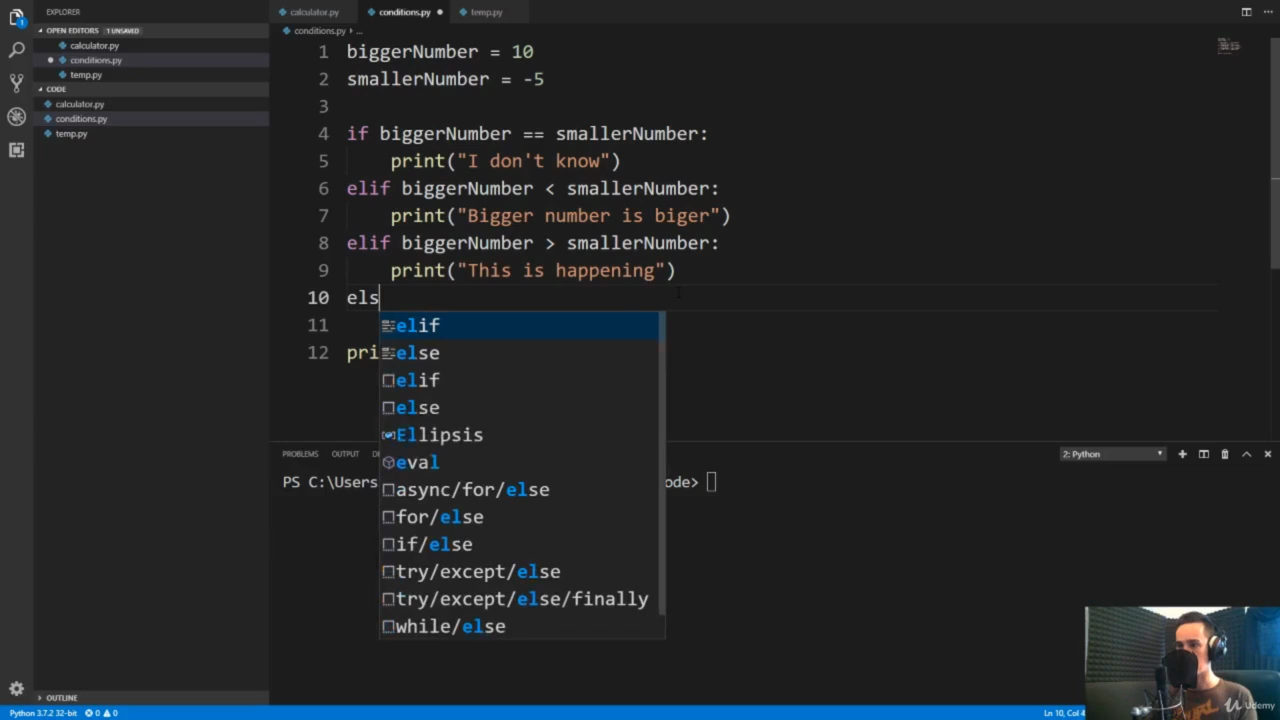 EXPLORER
OPEN EDITORS 1 UNSAVED
calculator.py
conditions.py
temp.py
CODE
calculator.py
conditions.py
temp.py
OUTLINE
calculator.py conditions.py temp.py
conditions.py › ...
1 biggerNumber = 10
2 smallerNumber = -5
3
4 if biggerNumber == smallerNumber:
5 print("I don't know")
6 elif biggerNumber < smallerNumber:
7 print("Bigger number is biger")
8 elif biggerNumber > smallerNumber:
9 print("This is happening")
10 els
11
12 pri
elif
else
elif
else
Ellipsis
eval
async/for/else
for/else
if/else
try/except/else
try/except/else/finally
while/else
PROBLEMS OUTPUT D
2: Python
PS C:\Users ode>
Python 3.7.2 32-bit 0 0
Ln 10, Col 4
Udemy